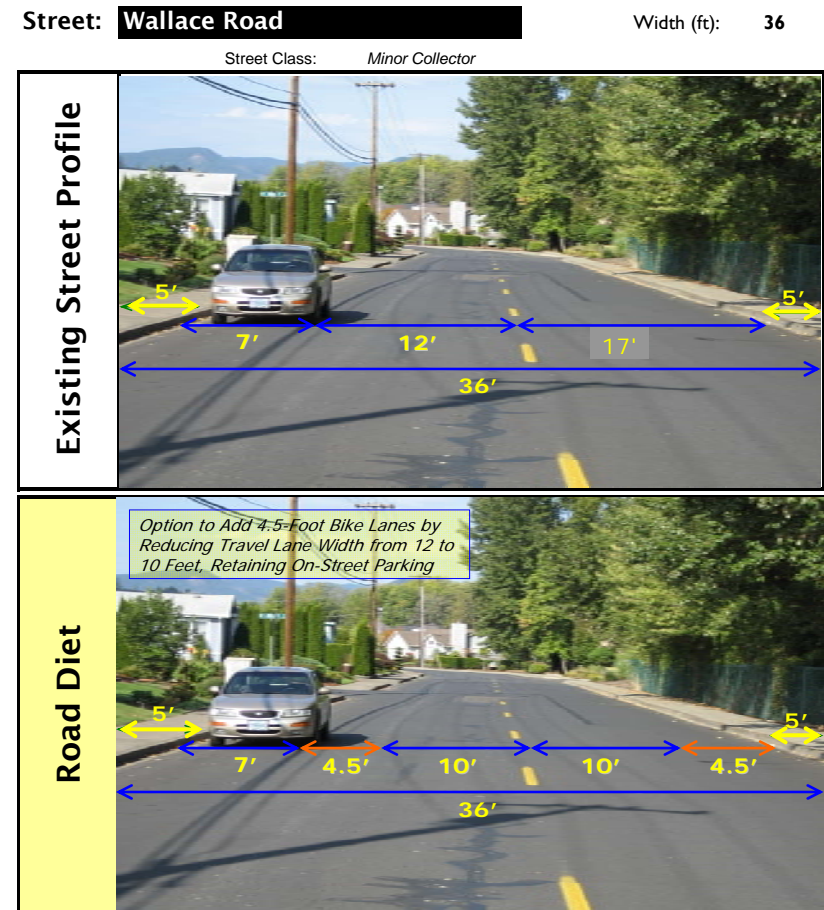 Street: Wallace Road Width (ft): 36
Street Class: Minor Collector
Existing Street Profile
5′ 5′
7′ 12′ 17'
36′
Road Diet
Option to Add 4.5-Foot Bike Lanes by
Reducing Travel Lane Width from 12 to
10 Feet, Retaining On-Street Parking
5′ 5′
7′ 4.5′ 10′ 10′ 4.5′
36′